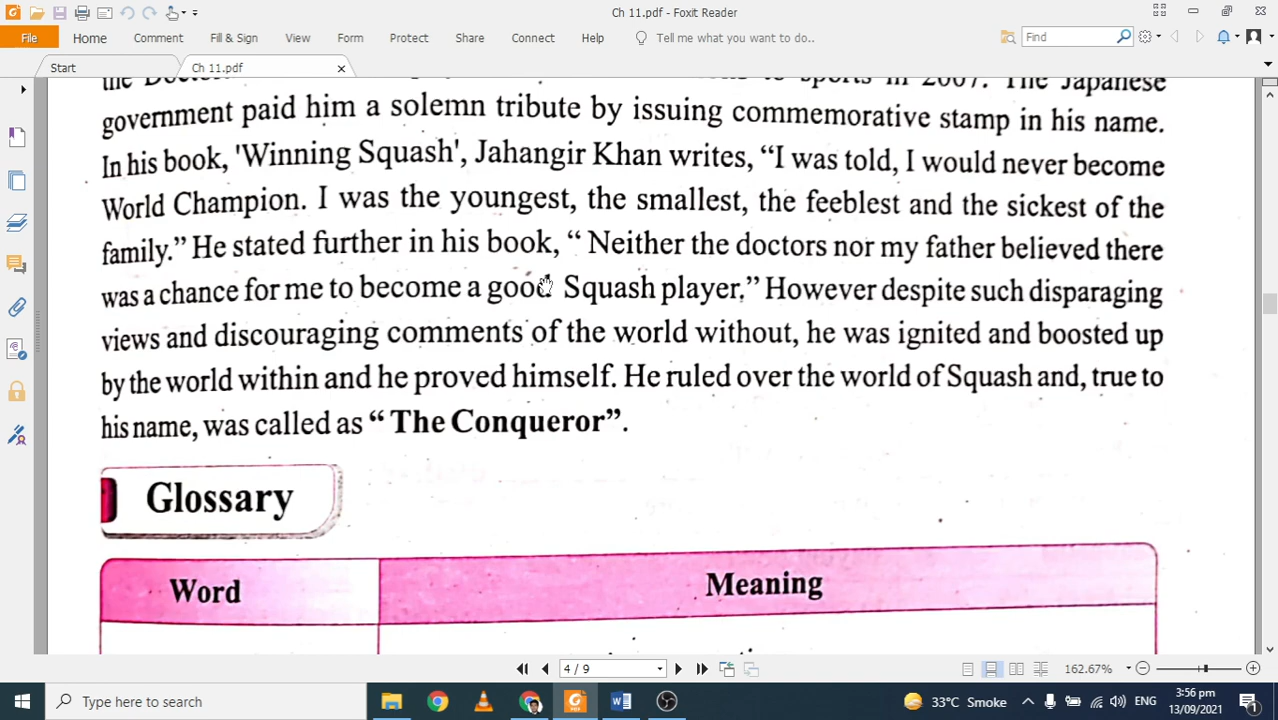 Ch 11.pdf - Foxit Reader
File Home Comment Fill & Sign View Form Protect Share Connect Help Tell me what you want to do.. Find
Start Ch 11.pdf
the sports in 2007. The Japanese
government paid him a solemn tribute by issuing commemorative stamp in his name.
In his book, 'Winning Squash', Jahangir Khan writes, “I was told, I would never become
World Champion. I was the youngest, the smallest, the feeblest and the sickest of the
family.” He stated further in his book, “ Neither the doctors nor my father believed there
was a chance for me to become a good Squash player.” However despite such disparaging
views and discouraging comments of the world without, he was ignited and boosted up
by the world within and he proved himself. He ruled over the world of Squash and, true to
his name, was called as “ The Conqueror”.
Glossary
Word Meaning
4 / 9 162.67%
Type here to search 33°C Smoke ENG 3:56 pm
13/09/2021